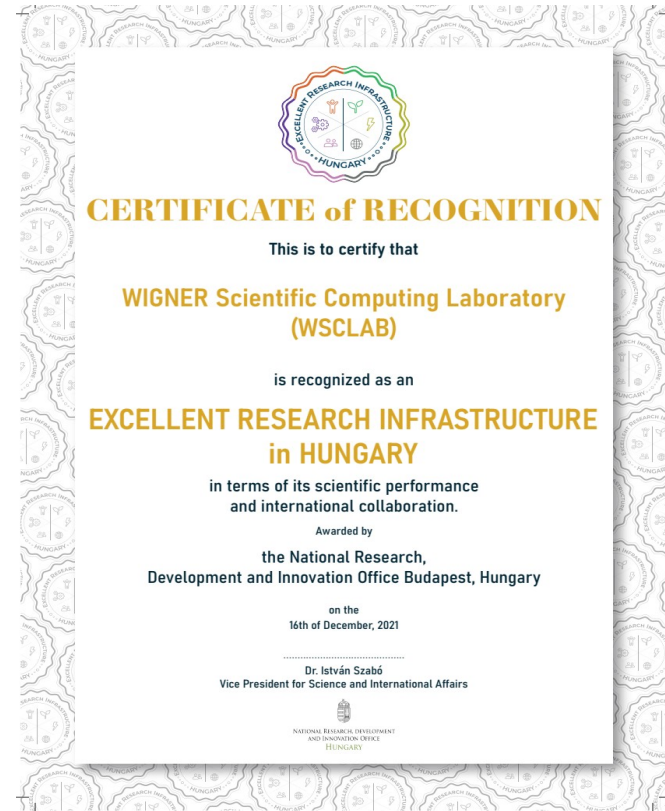 EXCELLENT RESEARCH INFRASTRUCTURE
HUNGARY
CERTIFICATE of RECOGNITION
This is to certify that
WIGNER Scientific Computing Laboratory
(WSCLAB)
is recognized as an
EXCELLENT RESEARCH INFRASTRUCTURE
in HUNGARY
in terms of its scientific performance
and international collaboration.
Awarded by
the National Research,
Development and Innovation Office Budapest, Hungary
on the
16th of December, 2021
Dr. István Szabó
Vice President for Science and International Affairs
NATIONAL RESEARCH, DEVELOPMENT
AND INNOVATION OFFICE
HUNGARY